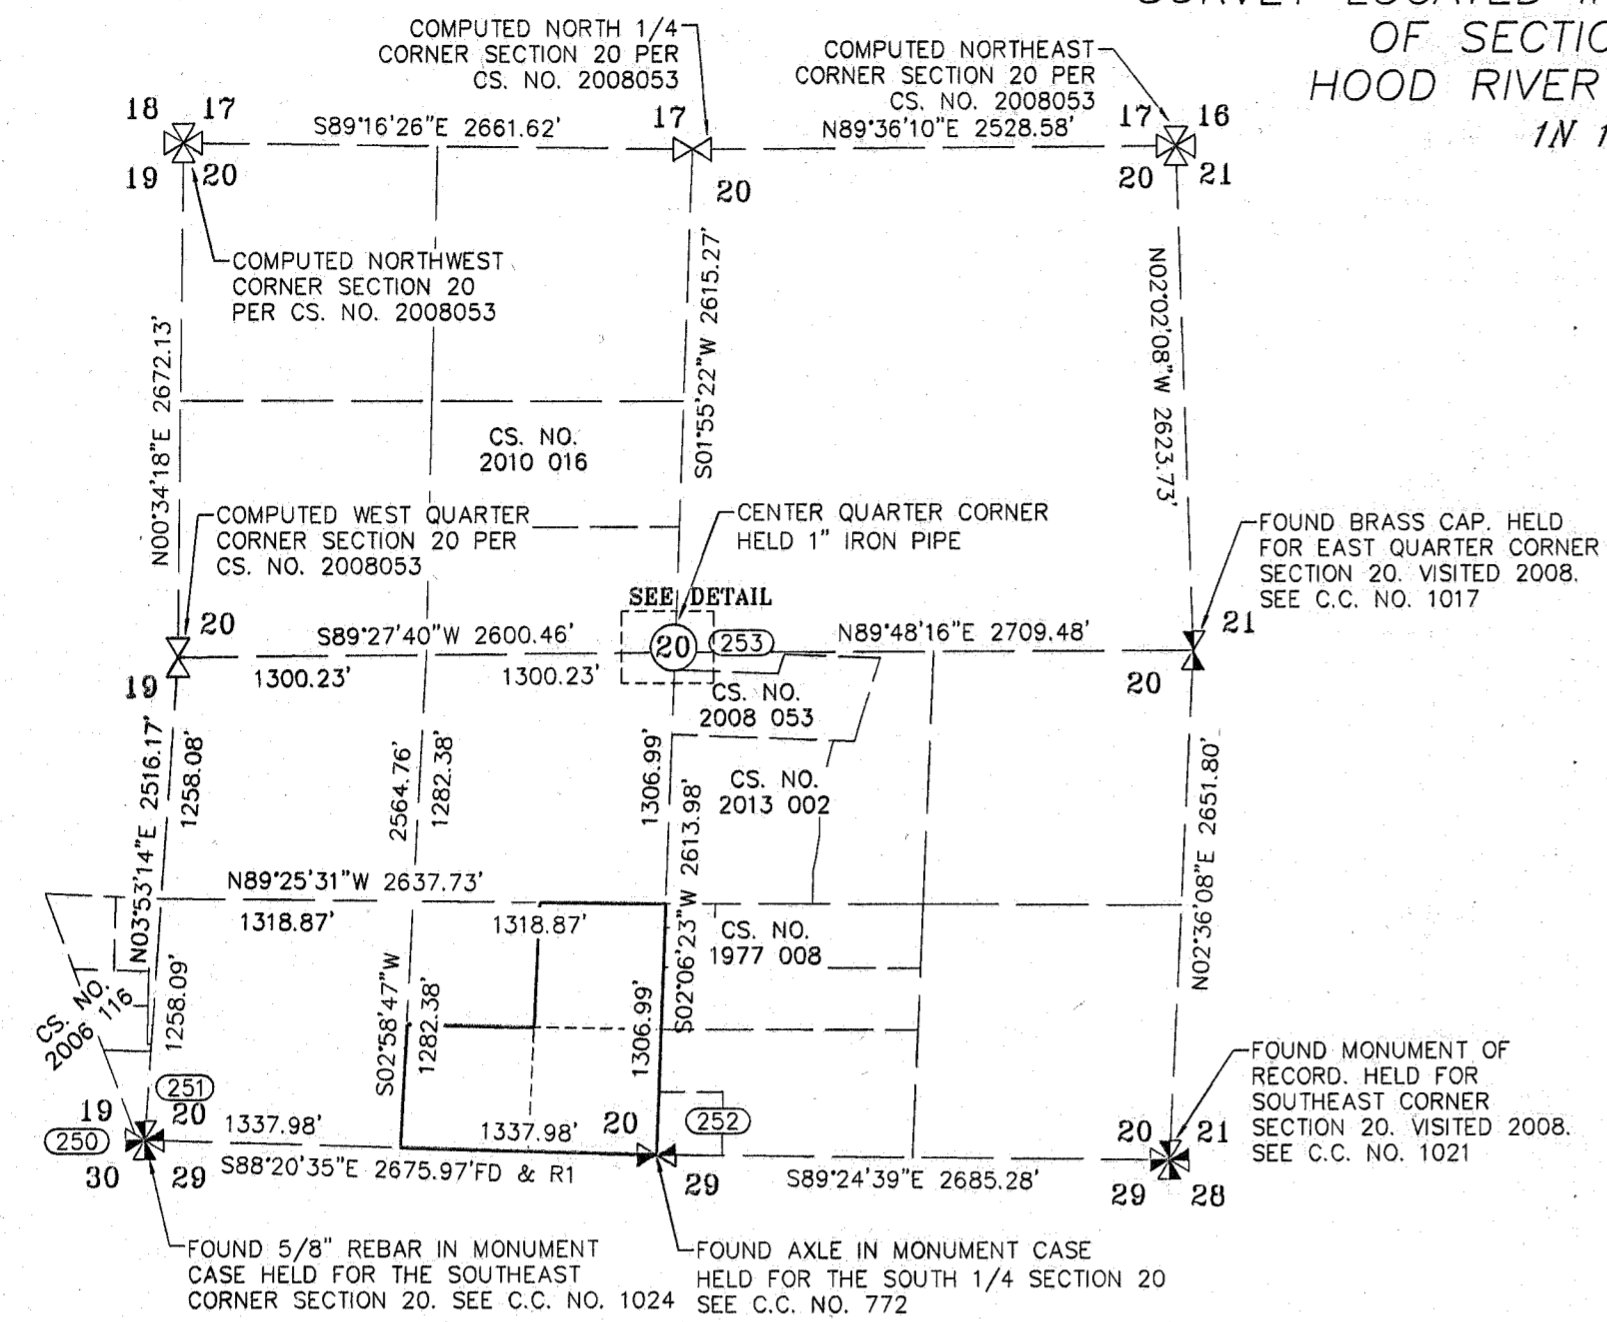 OF SECTIO
HOOD RIVER
1N 1
COMPUTED NORTH 1/4
CORNER SECTION 20 PER
CS. NO. 2008053
COMPUTED NORTHEAST
CORNER SECTION 20 PER
CS. NO. 2008053
18 17
19 20
S89°16'26"E 2661.62'
17
20
N89°36'10"E 2528.58'
17 16
20 21
COMPUTED NORTHWEST
CORNER SECTION 20
PER CS. NO. 2008053
N00°34'18"E 2672.13'
S01°55'22"W 2615.27'
N02°02'08"W 2623.73'
CS. NO.
2010 016
COMPUTED WEST QUARTER
CORNER SECTION 20 PER
CS. NO. 2008053
CENTER QUARTER CORNER
HELD 1" IRON PIPE
FOUND BRASS CAP. HELD
FOR EAST QUARTER CORNER
SECTION 20. VISITED 2008.
SEE C.C. NO. 1017
SEE DETAIL
20
19
S89°27'40"W 2600.46'
1300.23'
1300.23'
20
253
N89°48'16"E 2709.48'
21
20
CS. NO.
2008 053
CS. NO.
2013 002
N03°53'14"E 2516.17'
1258.08'
2564.76'
1282.38'
1306.99'
S02°06'23"W 2613.98'
N02°36'08"E 2651.80'
N89°25'31"W 2637.73'
1318.87'
1318.87'
CS. NO.
1977 008
CS. NO.
2006 116
1258.09'
S02°58'47"W
1282.38'
1306.99'
251
19 20
250
30 29
1337.98'
1337.98'
S88°20'35"E 2675.97'FD & R1
20
252
29
S89°24'39"E 2685.28'
20 21
29 28
FOUND MONUMENT OF
RECORD. HELD FOR
SOUTHEAST CORNER
SECTION 20. VISITED 2008.
SEE C.C. NO. 1021
FOUND 5/8" REBAR IN MONUMENT
CASE HELD FOR THE SOUTHEAST
CORNER SECTION 20. SEE C.C. NO. 1024
FOUND AXLE IN MONUMENT CASE
HELD FOR THE SOUTH 1/4 SECTION 20
SEE C.C. NO. 772